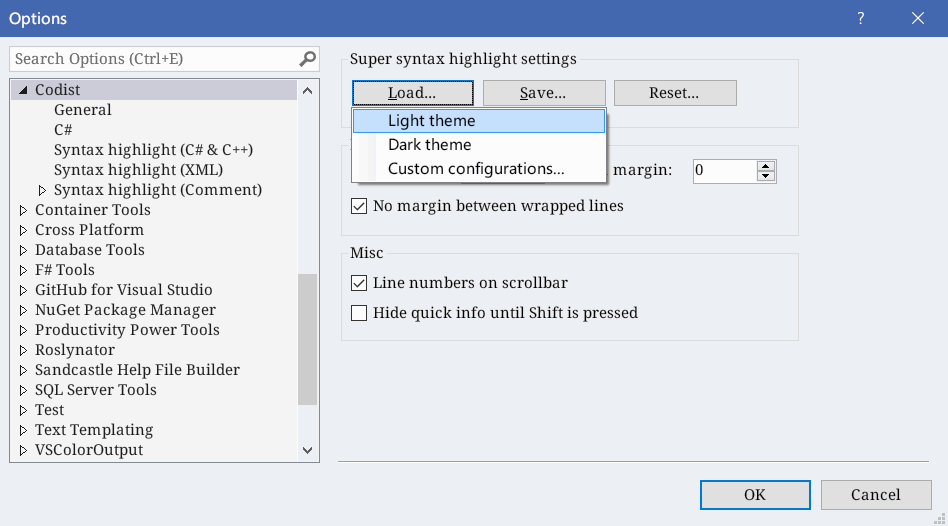 Options
?
Search Options (Ctrl+E)
Codist
General
C#
Syntax highlight (C# & C++)
Syntax highlight (XML)
Syntax highlight (Comment)
Container Tools
Cross Platform
Database Tools
F# Tools
GitHub for Visual Studio
NuGet Package Manager
Productivity Power Tools
Roslynator
Sandcastle Help File Builder
SQL Server Tools
Test
Text Templating
VSColorOutput
Super syntax highlight settings
Load... Save... Reset...
Light theme
Dark theme
Custom configurations...
margin: 0
No margin between wrapped lines
Misc
Line numbers on scrollbar
Hide quick info until Shift is pressed
OK Cancel